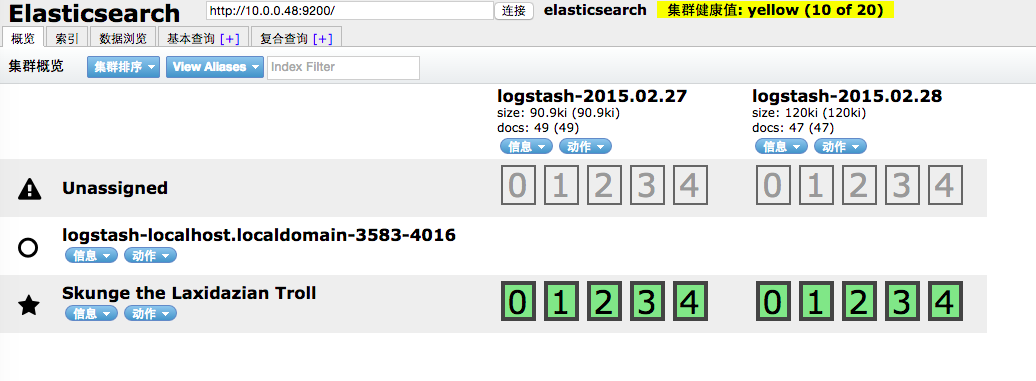 Elasticsearch http://10.0.0.48:9200/ 连接 elasticsearch 集群健康值: yellow (10 of 20)
概览 索引 数据浏览 基本查询 [+] 复合查询 [+]
集群概览 集群排序 View Aliases Index Filter
logstash-2015.02.27 logstash-2015.02.28
size: 90.9ki (90.9ki) size: 120ki (120ki)
docs: 49 (49) docs: 47 (47)
信息 动作 信息 动作
Unassigned 0 1 2 3 4 0 1 2 3 4
logstash-localhost.localdomain-3583-4016
信息 动作
Skunge the Laxidazian Troll 0 1 2 3 4 0 1 2 3 4
信息 动作